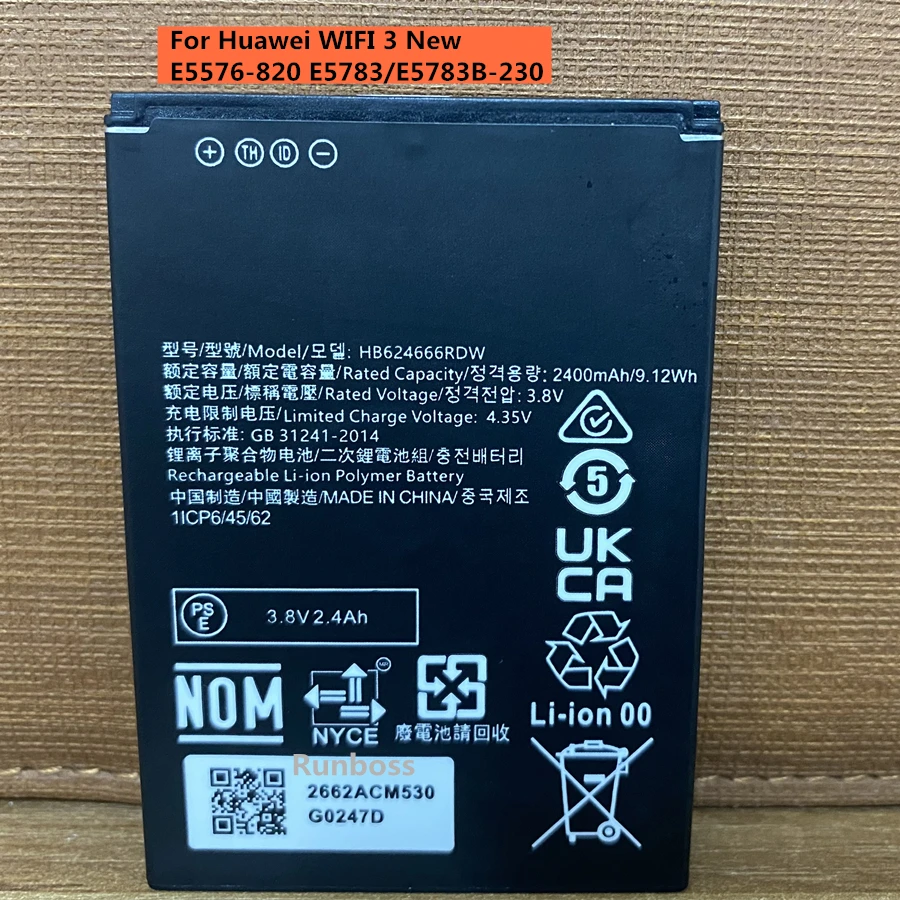 For Huawei WIFI 3 New
E5576-820 E5783/E5783B-230
+ TH ID −
型号/型號/Model/모델: HB624666RDW
额定容量/額定電容量/Rated Capacity/정격용량: 2400mAh/9.12Wh
额定电压/標稱電壓/Rated Voltage/정격전압: 3.8V
充电限制电压/Limited Charge Voltage: 4.35V
执行标准: GB 31241-2014
锂离子聚合物电池/二次鋰電池組/충전배터리
Rechargeable Li-ion Polymer Battery
中国制造/中國製造/MADE IN CHINA/중국제조
1ICP6/45/62
5
UK
CA
PS
E
3.8V 2.4Ah
NOM
NYCE
廢電池請回收
Li-ion 00
Runboss
2662ACM530
G0247D